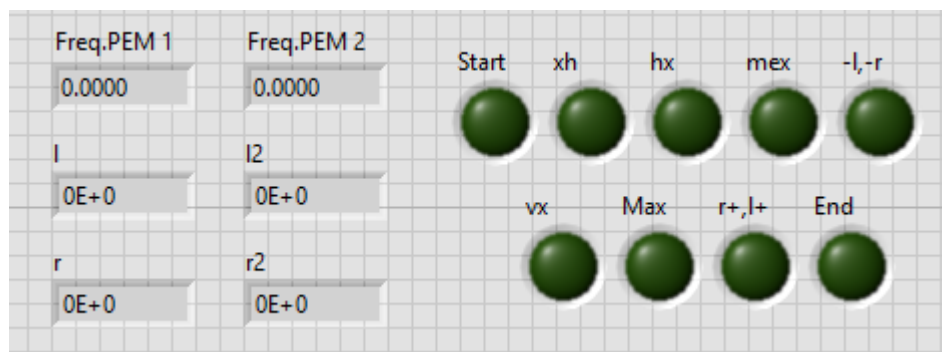 Freq.PEM 1 Freq.PEM 2
0.0000 0.0000
l l2
0E+0 0E+0
r r2
0E+0 0E+0
Start xh hx mex -l,-r
vx Max r+,l+ End